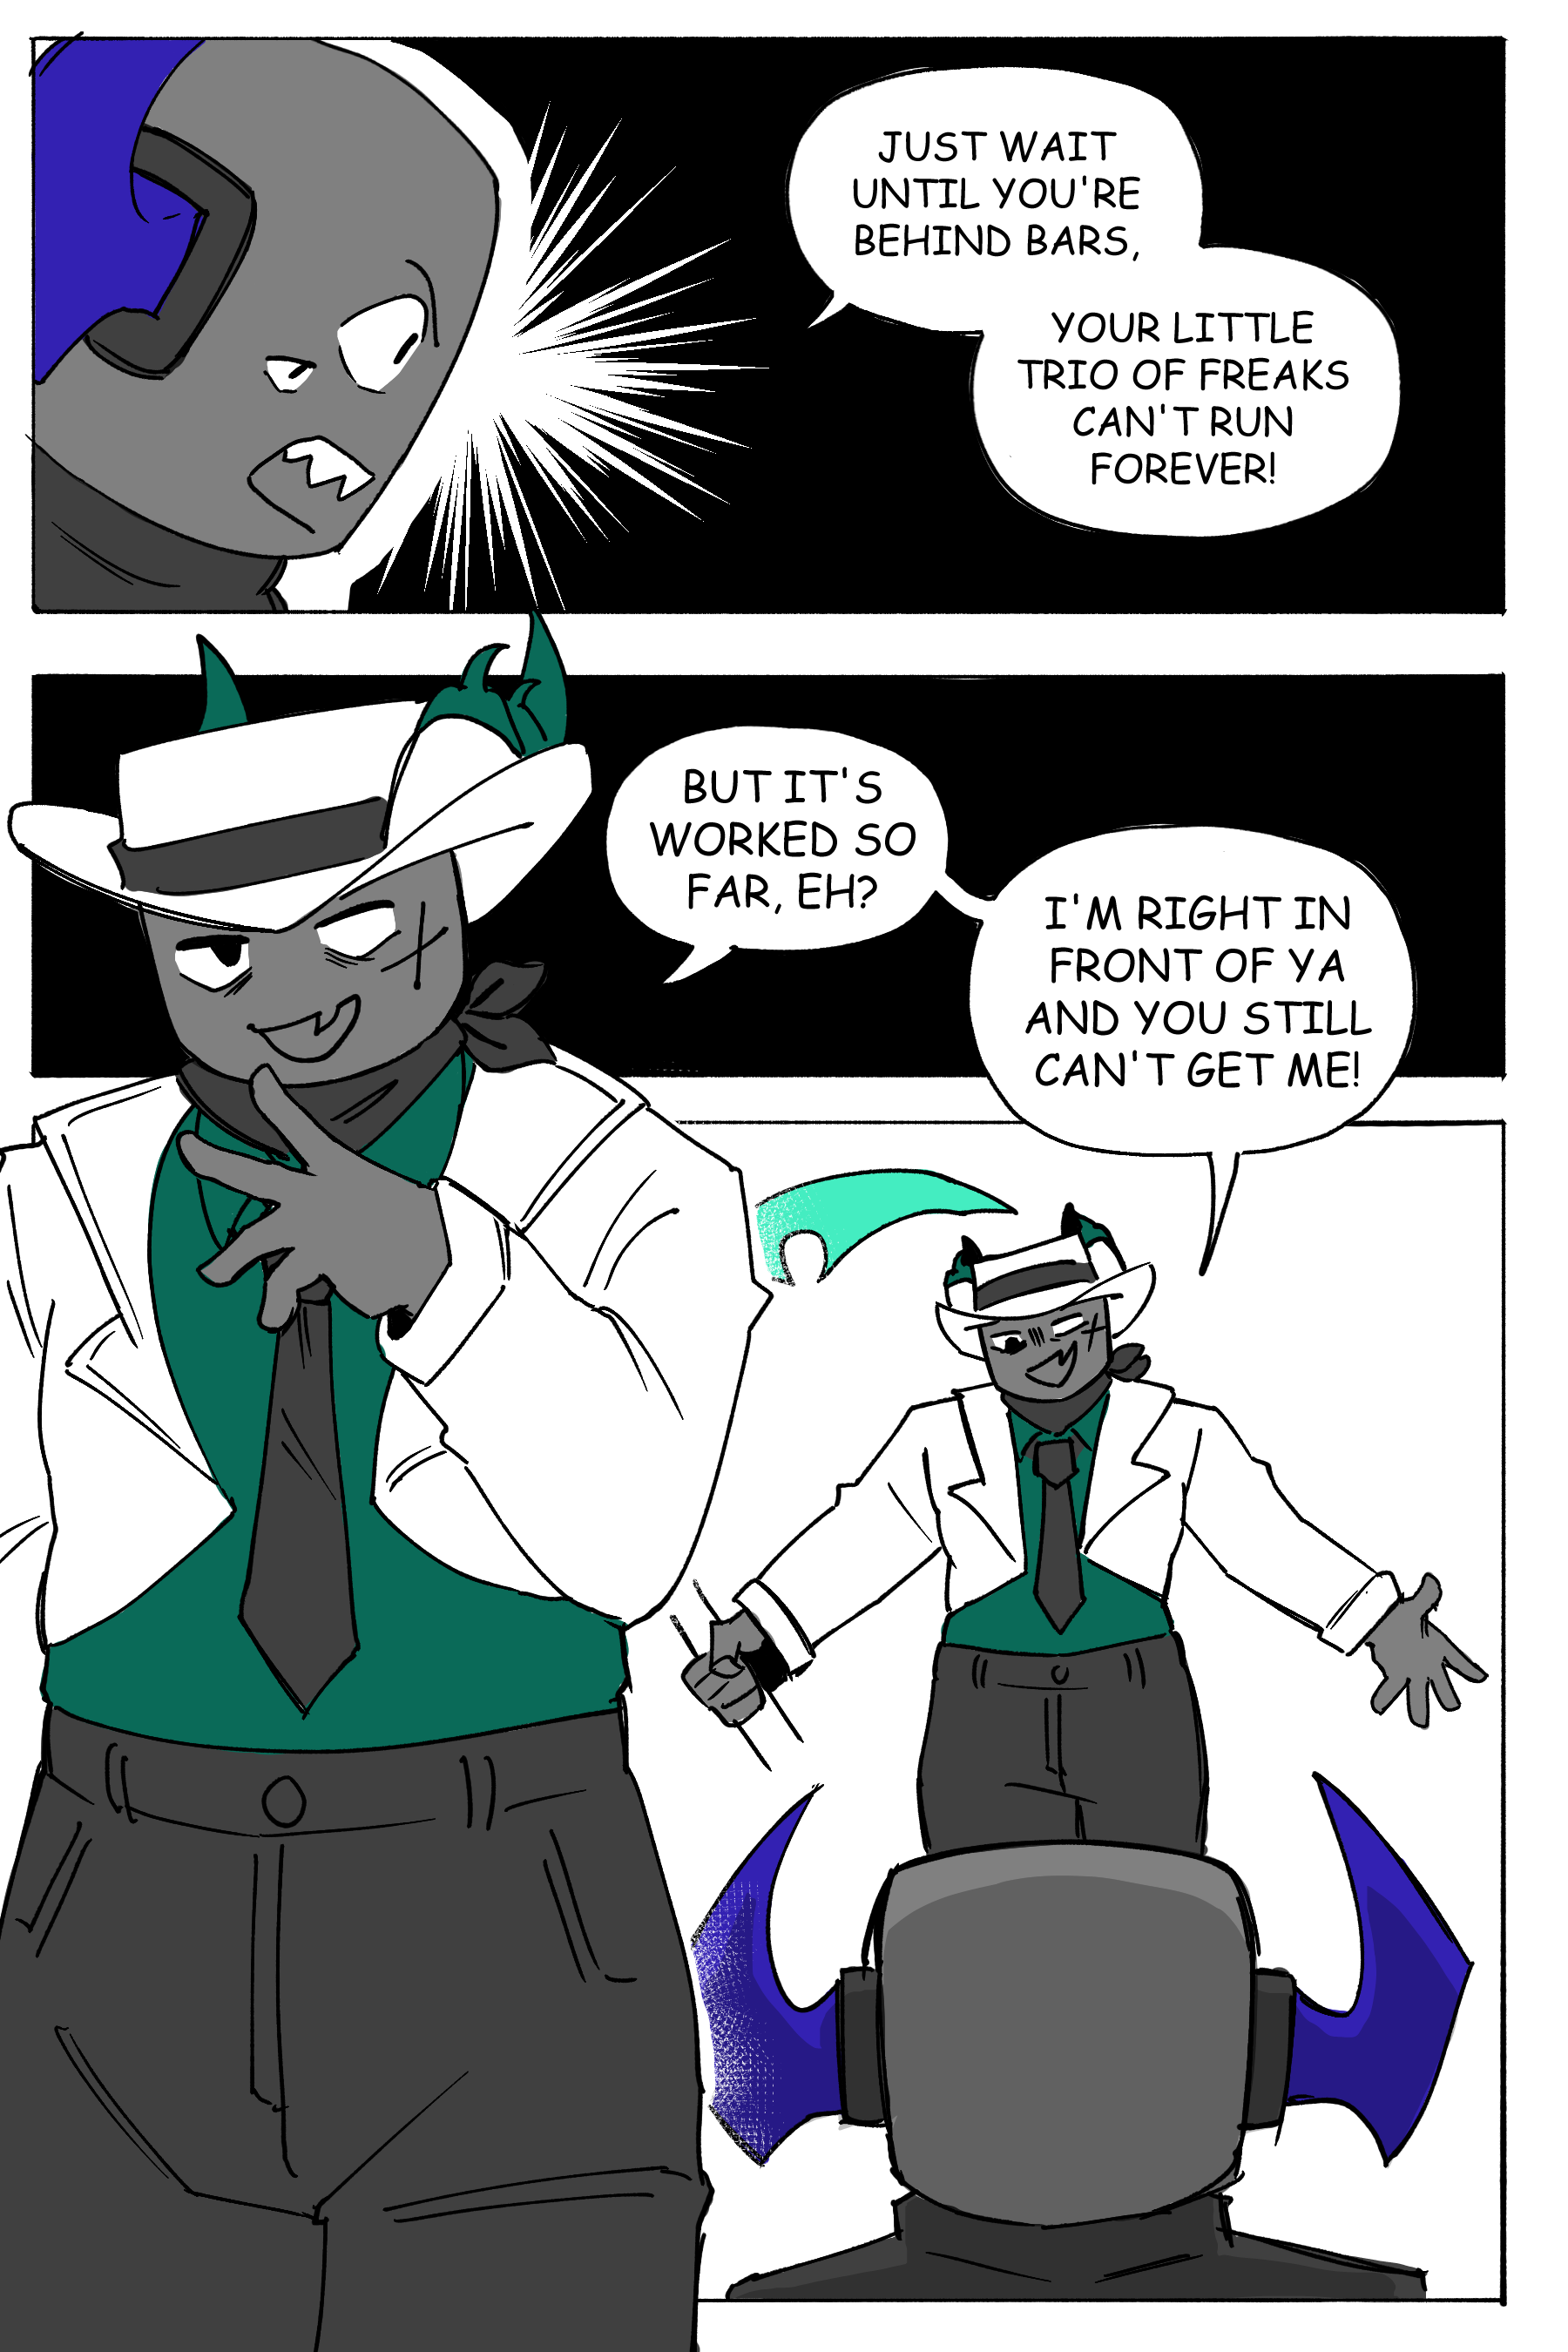 JUST WAIT
UNTIL YOU'RE
BEHIND BARS,
YOUR LITTLE
TRIO OF FREAKS
CAN'T RUN
FOREVER!
BUT IT'S
WORKED SO
FAR, EH?
I'M RIGHT IN
FRONT OF YA
AND YOU STILL
CAN'T GET ME!